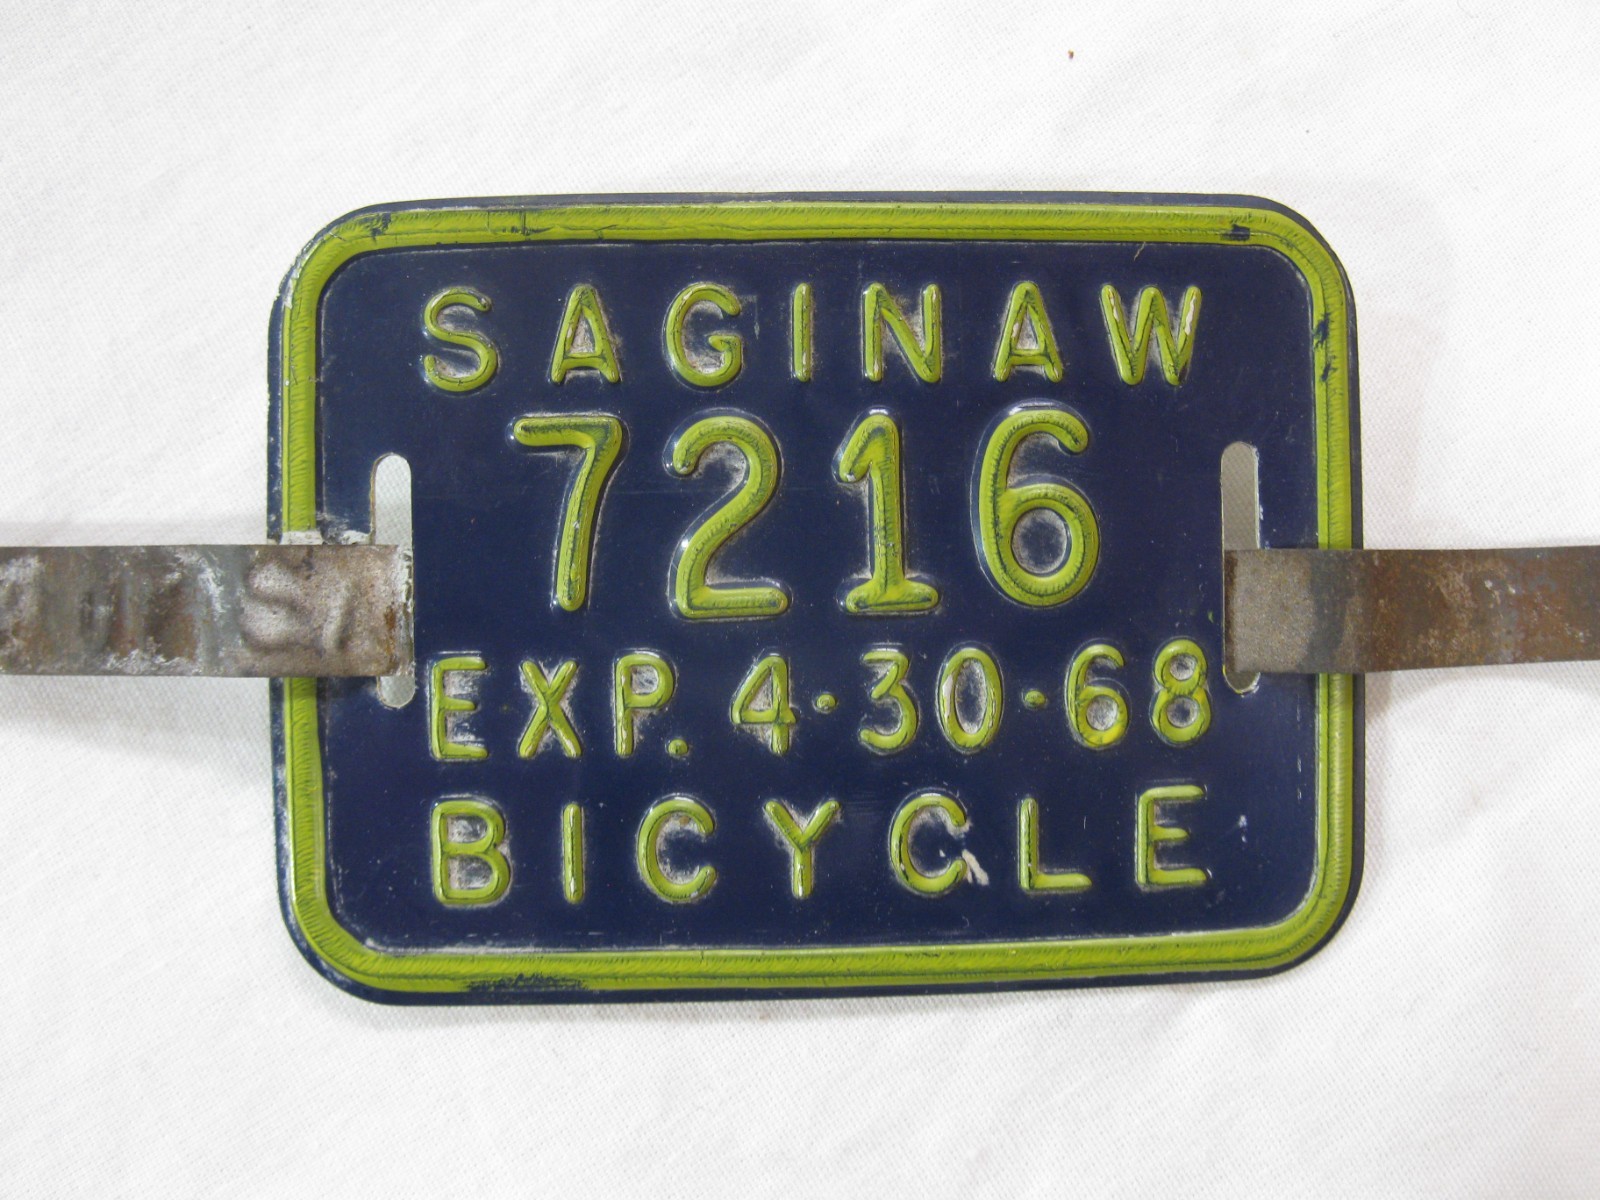 SAGINAW
7216
EXP. 4·30·68
BICYCLE